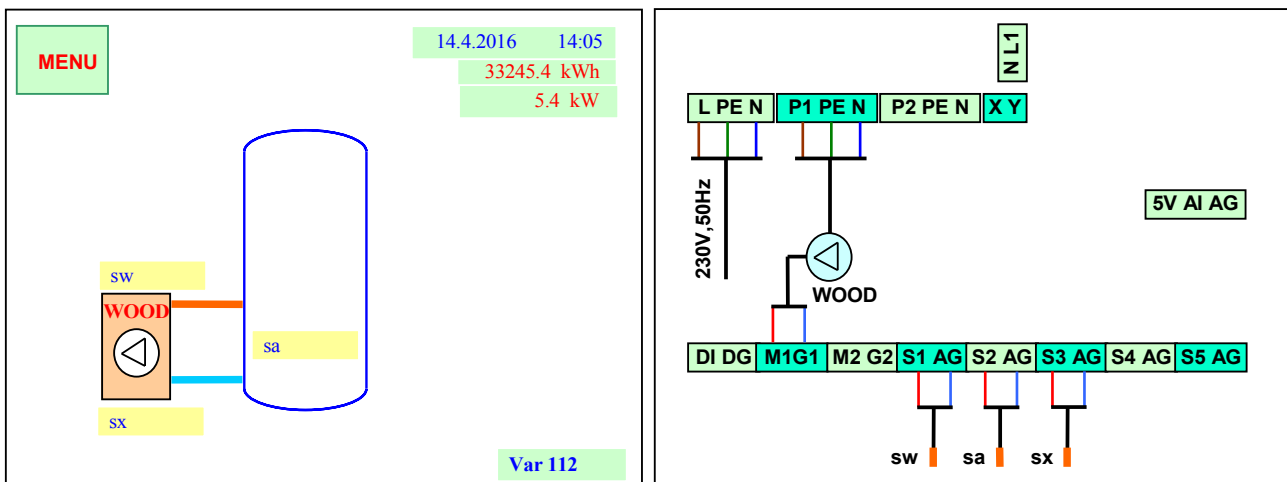 MENU
14.4.2016 14:05
33245.4 kWh
5.4 kW
sw
WOOD
sa
sx
Var 112
N L1
L PE N P1 PE N P2 PE N X Y
230V,50Hz
5V AI AG
WOOD
DI DG M1G1 M2 G2 S1 AG S2 AG S3 AG S4 AG S5 AG
sw sa sx